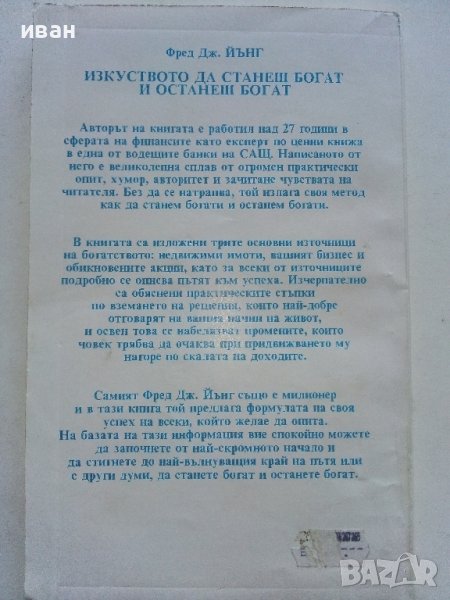 иван
Фред Дж. ЙЪНГ
ИЗКУСТВОТО ДА СТАНЕШ БОГАТ
И ОСТАНЕШ БОГАТ
Авторът на книгата е работил над 27 години в
сферата на финансите като експерт по ценни книжа
в една от водещите банки на САЩ. Написаното от
него е великолепна сплав от огромен практически
опит, хумор, авторитет и зачитане чувствата на
читателя. Без да се натрапва, той излага своя метод
как да станем богати и останем богати.
В книгата са изложени трите основни източници
на богатството: недвижими имоти, вашият бизнес и
обикновените акции, като за всеки от източниците
подробно се описва пътят към успеха. Изчерпателно
са обяснени практическите стъпки
по вземането на решения, които най-добре
отговарят на вашия начин на живот,
и освен това се набелязват промените, които
човек трябва да очаква при придвижването му
нагоре по скалата на доходите.
Самият Фред Дж. Йънг също е милионер
и в тази книга той предлага формулата на своя
успех на всеки, който желае да опита.
На базата на тази информация вие спокойно можете
да започнете от най-скромното начало и
да стигнете до най-вълнуващия край на пътя или
с други думи, да станете богат и останете богат.
BAZAR